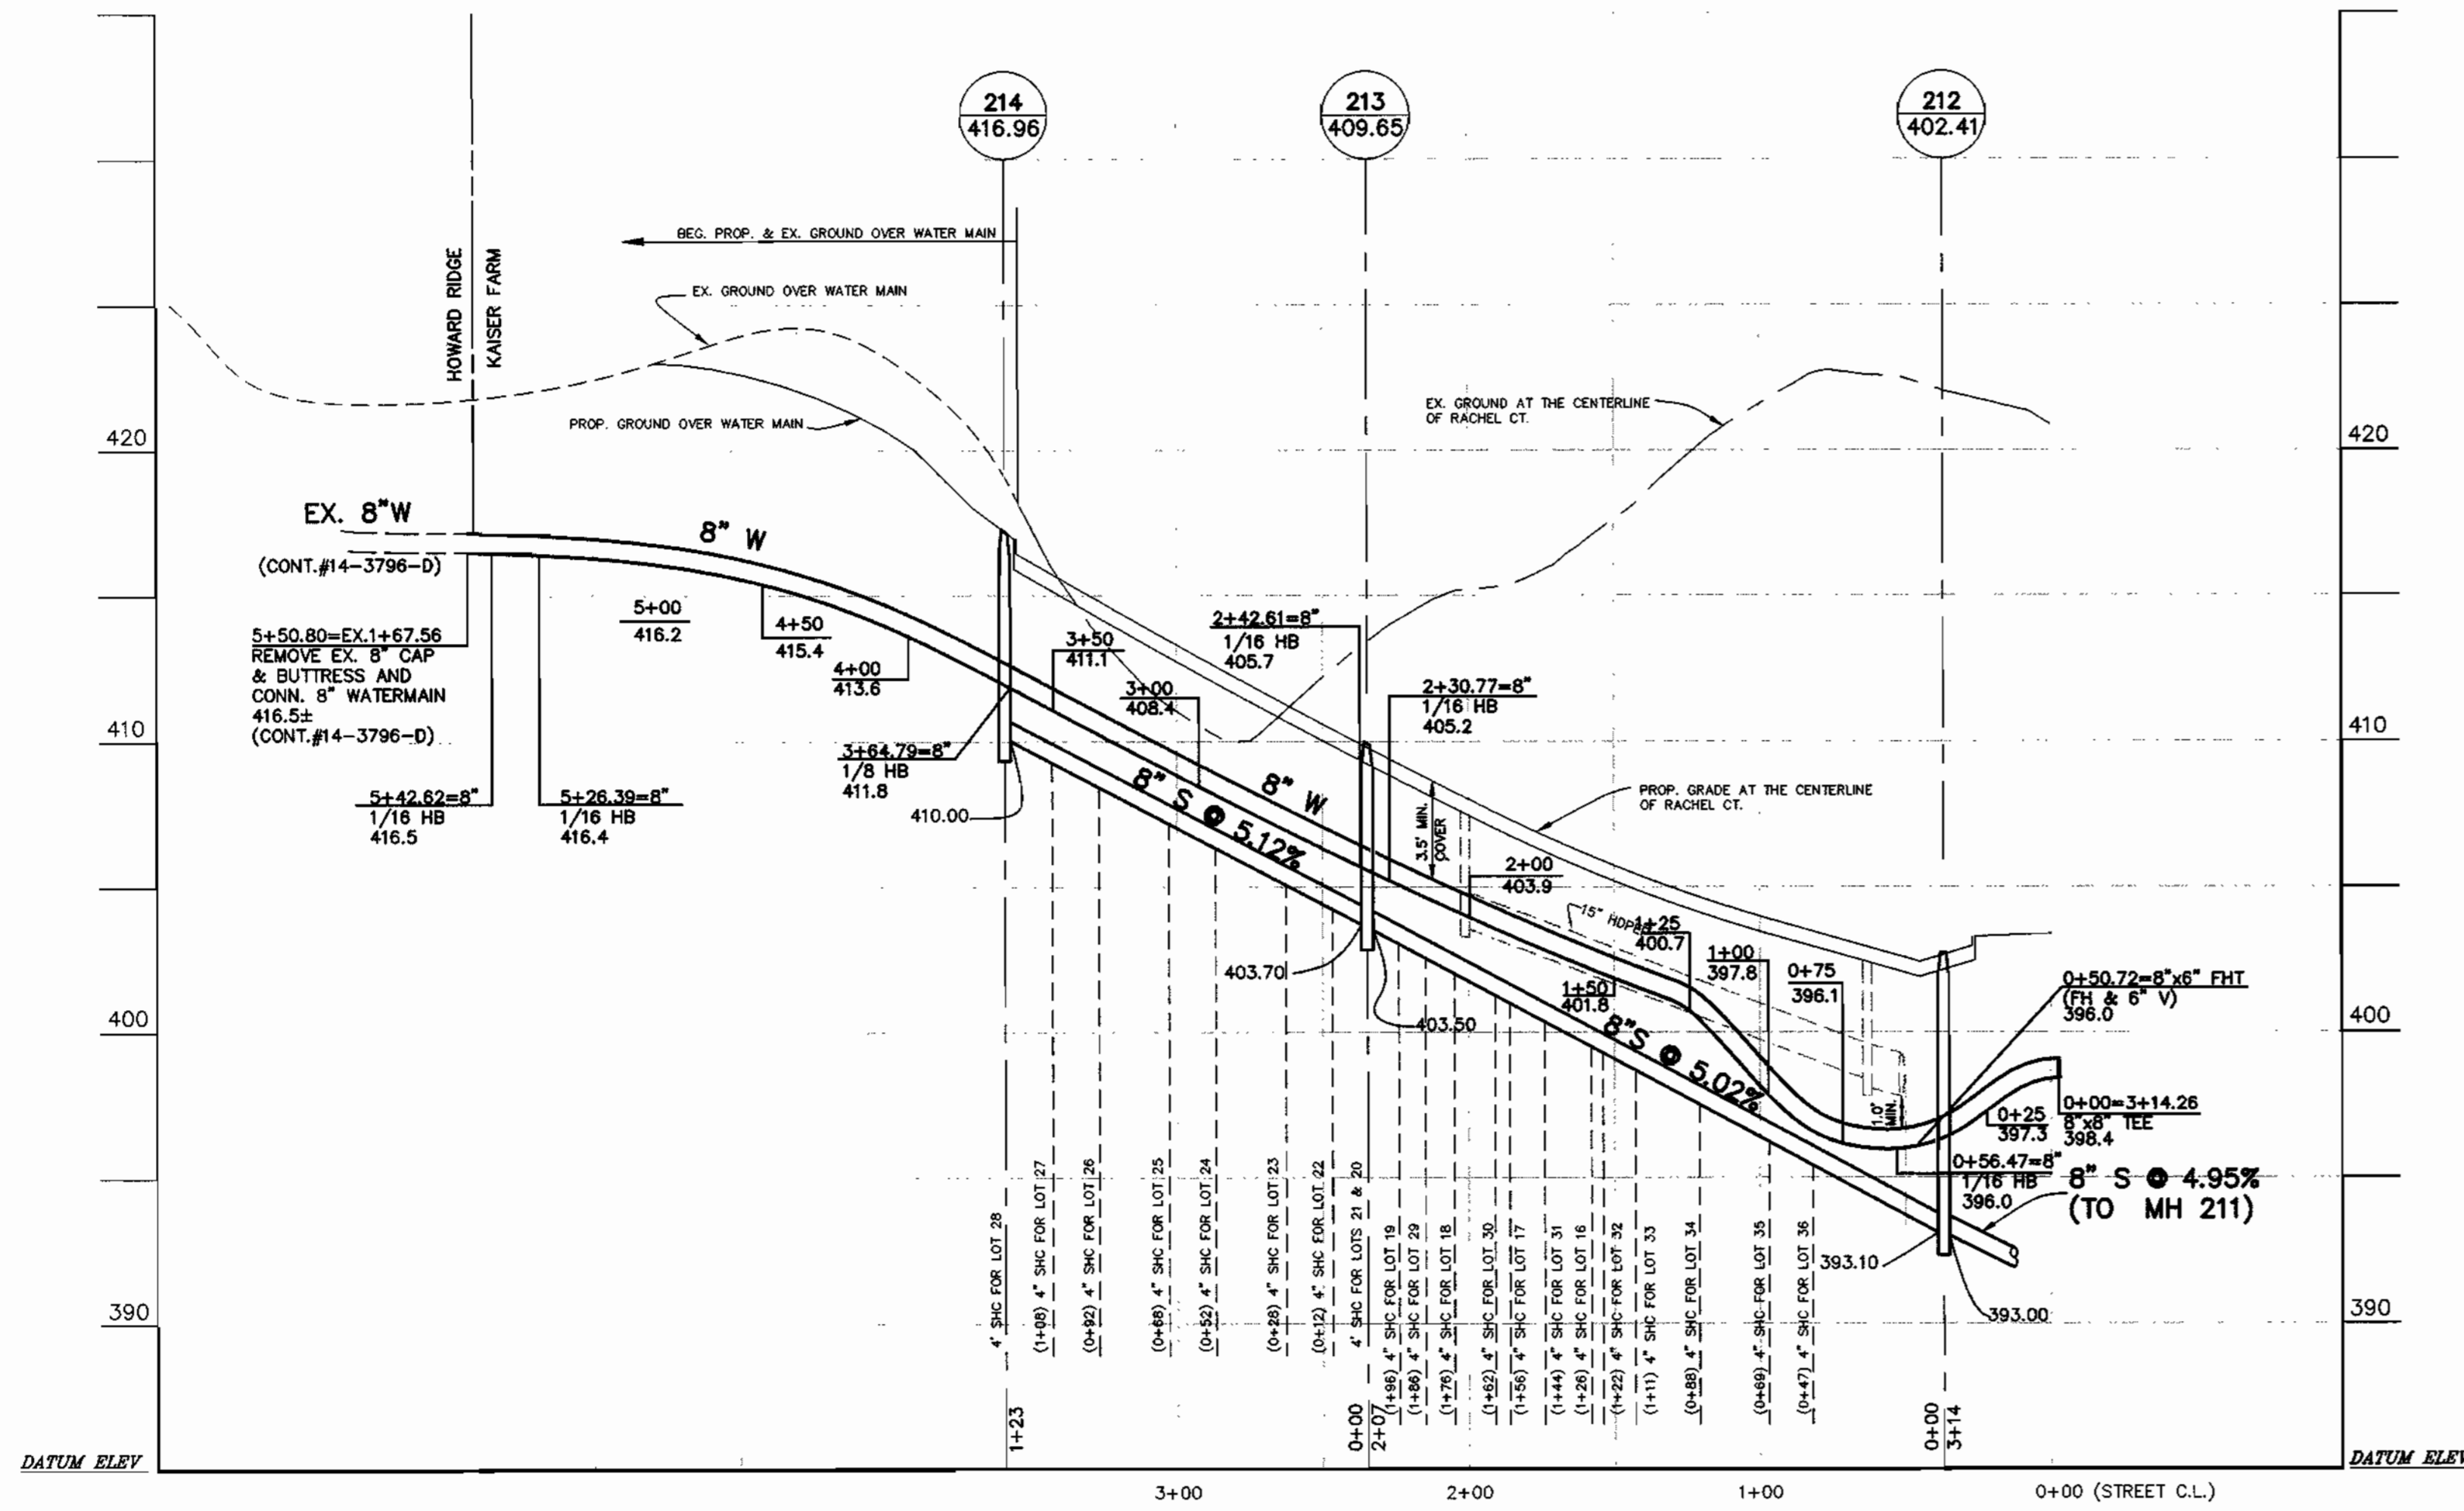 214
416.96
213
409.65
212
402.41
HOWARD RIDGE
KAISER FARM
BEG. PROP. & EX. GROUND OVER WATER MAIN
EX. GROUND OVER WATER MAIN
PROP. GROUND OVER WATER MAIN
EX. GROUND AT THE CENTERLINE
OF RACHEL CT.
420
420
EX. 8"W
(CONT.#14-3796-D)
8" W
5+50.80=EX.1+67.56
REMOVE EX. 8" CAP
& BUTTRESS AND
CONN. 8" WATERMAIN
416.5±
(CONT.#14-3796-D)
5+00
416.2
4+50
415.4
4+00
413.6
3+50
411.1
3+00
408.4
2+42.61=8"
1/16 HB
405.7
2+30.77=8"
1/16 HB
405.2
410
410
3+64.79=8"
1/8 HB
411.8
5+42.62=8"
1/16 HB
416.5
5+26.39=8"
1/16 HB
416.4
410.00
8" S @ 5.12%
8" W
3.5' MIN.
COVER
PROP. GRADE AT THE CENTERLINE
OF RACHEL CT.
2+00
403.9
15" HDPE
1+25
400.7
1+00
397.8
0+75
396.1
1+50
401.8
403.70
403.50
0+50.72=8"x6" FHT
(FH & 6" V)
396.0
400
400
8"S @ 5.02%
1.0'
MIN.
0+25
397.3
0+00=3+14.26
8"x8" TEE
398.4
0+56.47=8"
1/16 HB
396.0
8" S @ 4.95%
(TO MH 211)
393.10
393.00
390
390
4' SHC FOR LOT 28
(1+08) 4" SHC FOR LOT 27
(0+92) 4" SHC FOR LOT 26
(0+68) 4" SHC FOR LOT 25
(0+52) 4" SHC FOR LOT 24
(0+28) 4" SHC FOR LOT 23
(0+12) 4" SHC FOR LOT 22
4' SHC FOR LOTS 21 & 20
(1+96) 4" SHC FOR LOT 19
(1+86) 4" SHC FOR LOT 29
(1+76) 4" SHC FOR LOT 18
(1+62) 4" SHC FOR LOT 30
(1+56) 4" SHC FOR LOT 17
(1+44) 4" SHC FOR LOT 31
(1+26) 4" SHC FOR LOT 16
(1+22) 4" SHC FOR LOT 32
(1+11) 4" SHC FOR LOT 33
(0+88) 4" SHC FOR LOT 34
(0+69) 4" SHC FOR LOT 35
(0+47) 4" SHC FOR LOT 36
1+23
0+00
2+07
0+00
3+14
DATUM ELEV
DATUM ELEV
3+00
2+00
1+00
0+00 (STREET C.L.)